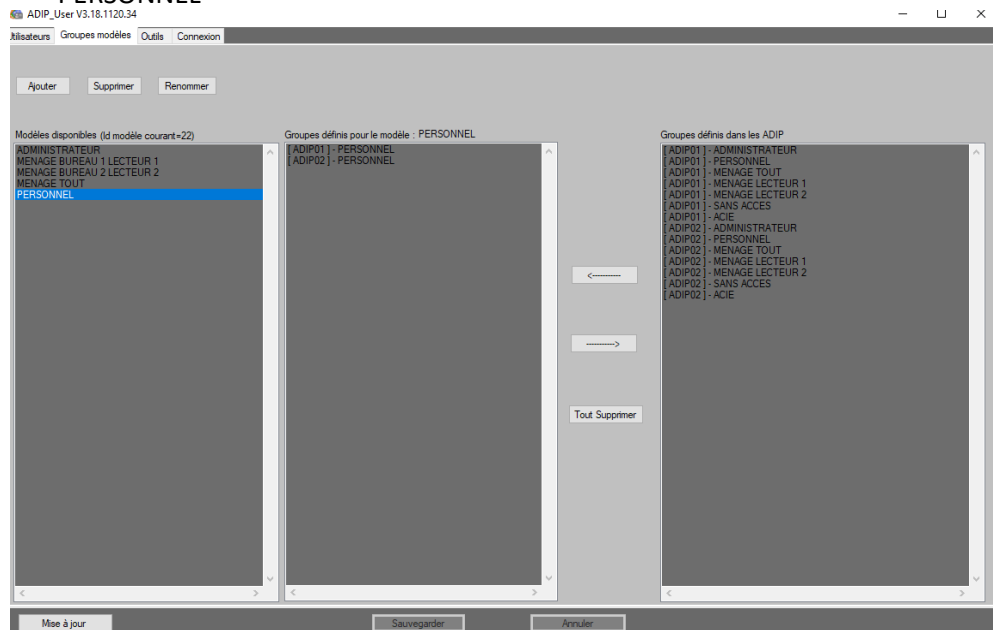 PERSONNEL
ADIP_User V3.18.1120.34
Utilisateurs Groupes modèles Outils Connexion
Ajouter Supprimer Renommer
Modèles disponibles (Id modèle courant=22)
ADMINISTRATEUR
MENAGE BUREAU 1 LECTEUR 1
MENAGE BUREAU 2 LECTEUR 2
MENAGE TOUT
PERSONNEL
Groupes définis pour le modèle : PERSONNEL
[ ADIP01 ] - PERSONNEL
[ ADIP02 ] - PERSONNEL
<-----------
----------->
Tout Supprimer
Groupes définis dans les ADIP
[ ADIP01 ] - ADMINISTRATEUR
[ ADIP01 ] - PERSONNEL
[ ADIP01 ] - MENAGE TOUT
[ ADIP01 ] - MENAGE LECTEUR 1
[ ADIP01 ] - MENAGE LECTEUR 2
[ ADIP01 ] - SANS ACCES
[ ADIP01 ] - ACIE
[ ADIP02 ] - ADMINISTRATEUR
[ ADIP02 ] - PERSONNEL
[ ADIP02 ] - MENAGE TOUT
[ ADIP02 ] - MENAGE LECTEUR 1
[ ADIP02 ] - MENAGE LECTEUR 2
[ ADIP02 ] - SANS ACCES
[ ADIP02 ] - ACIE
Mise à jour Sauvegarder Annuler